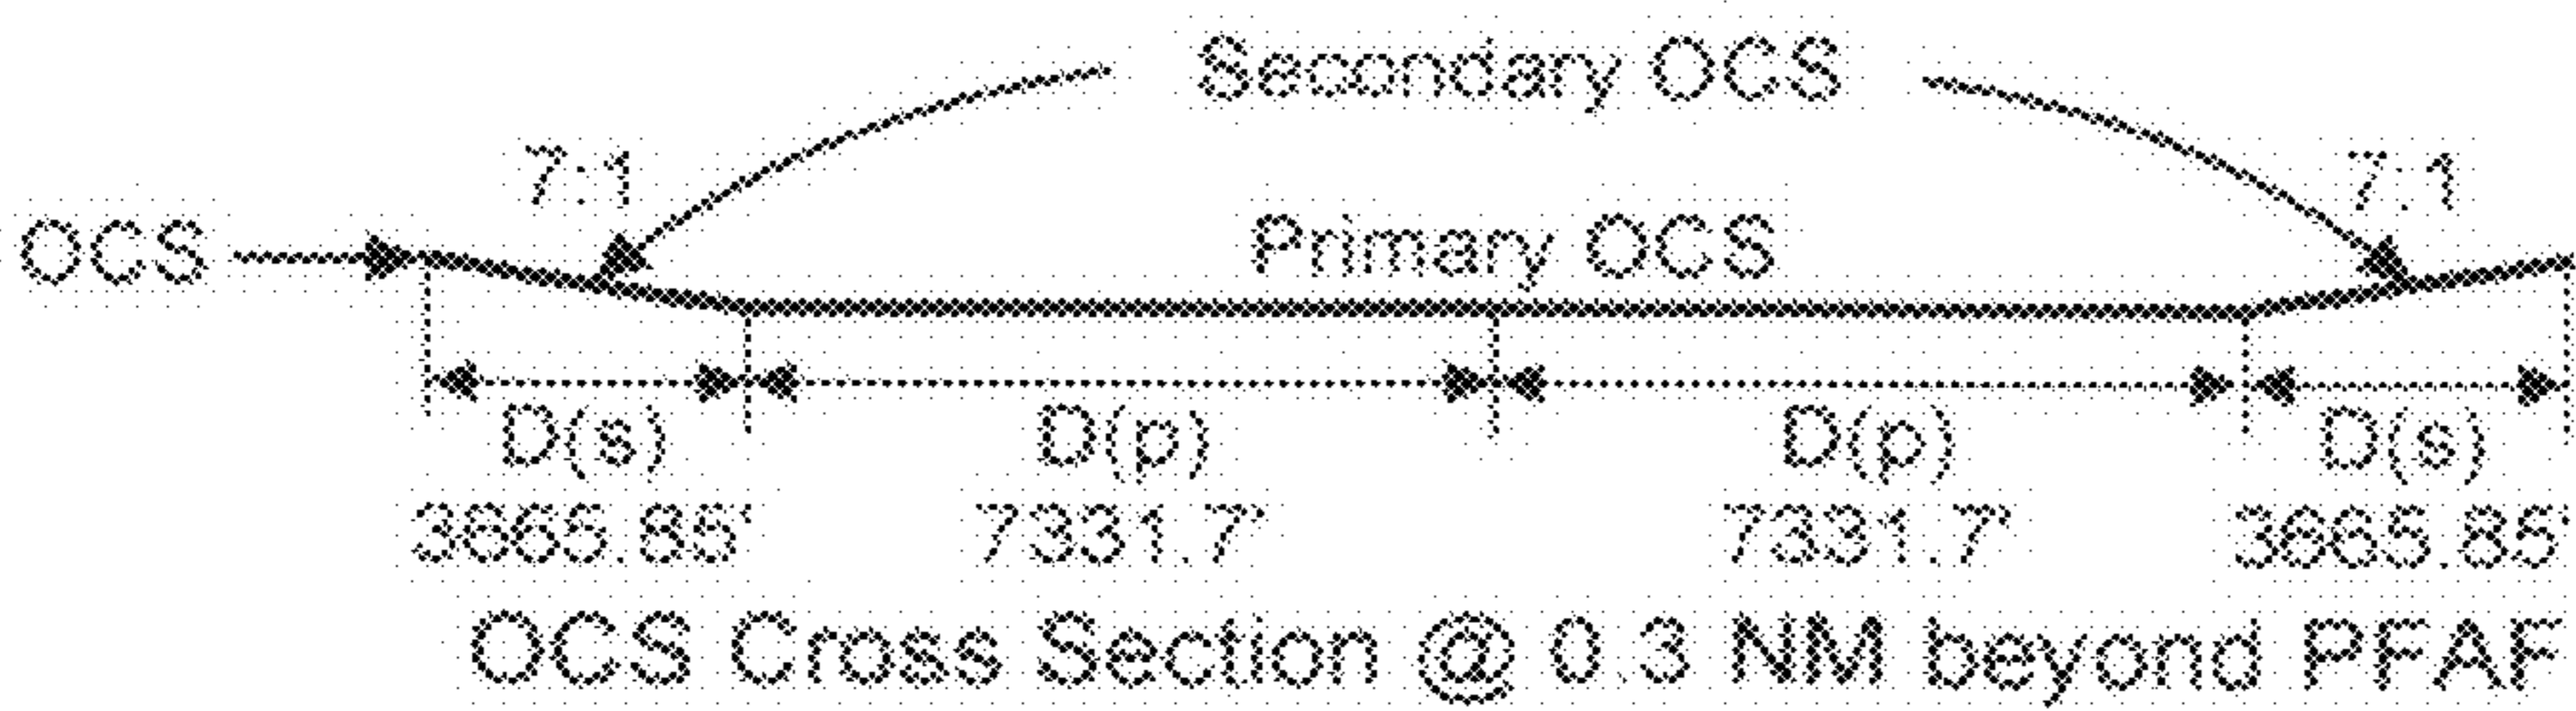 Secondary OCS
7:1
7:1
OCS
Primary OCS
D(s)
D(p)
D(p)
D(s)
3665.85'
7331.7'
7331.7'
3665.85'
OCS Cross Section @ 0.3 NM beyond PFAF